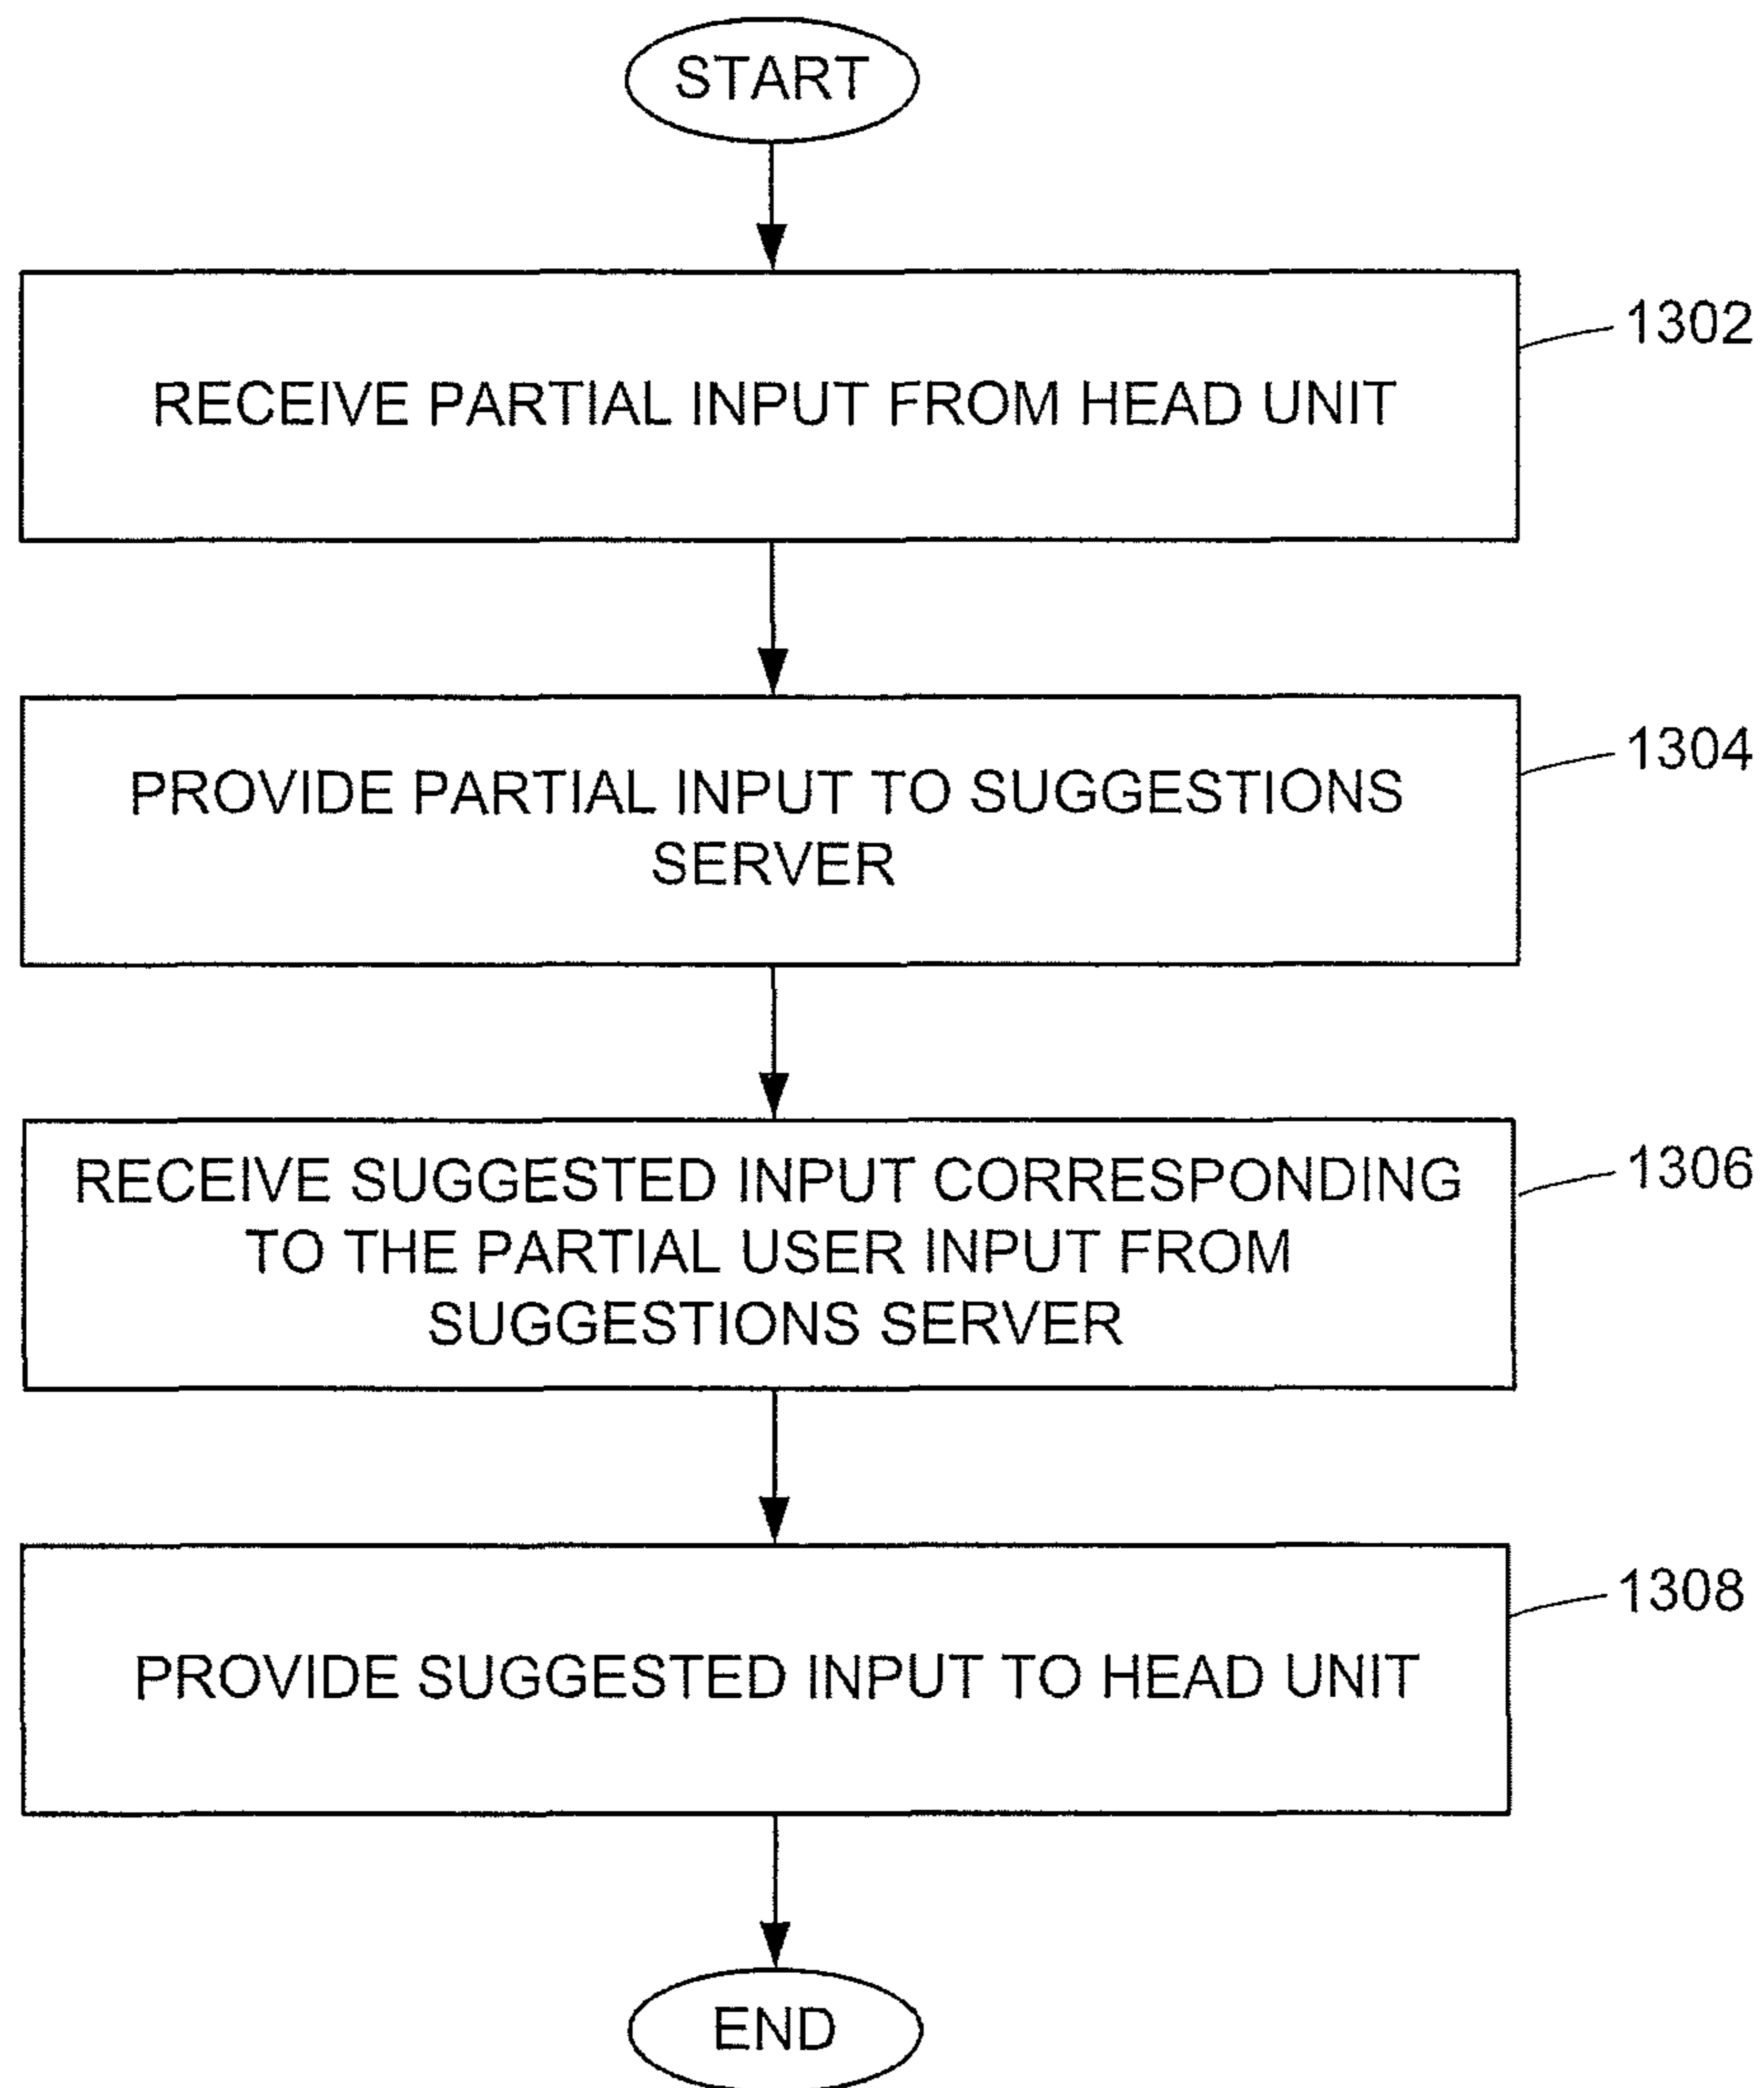 START
1302
RECEIVE PARTIAL INPUT FROM HEAD UNIT
1304
PROVIDE PARTIAL INPUT TO SUGGESTIONS
SERVER
1306
RECEIVE SUGGESTED INPUT CORRESPONDING
TO THE PARTIAL USER INPUT FROM
SUGGESTIONS SERVER
1308
PROVIDE SUGGESTED INPUT TO HEAD UNIT
END